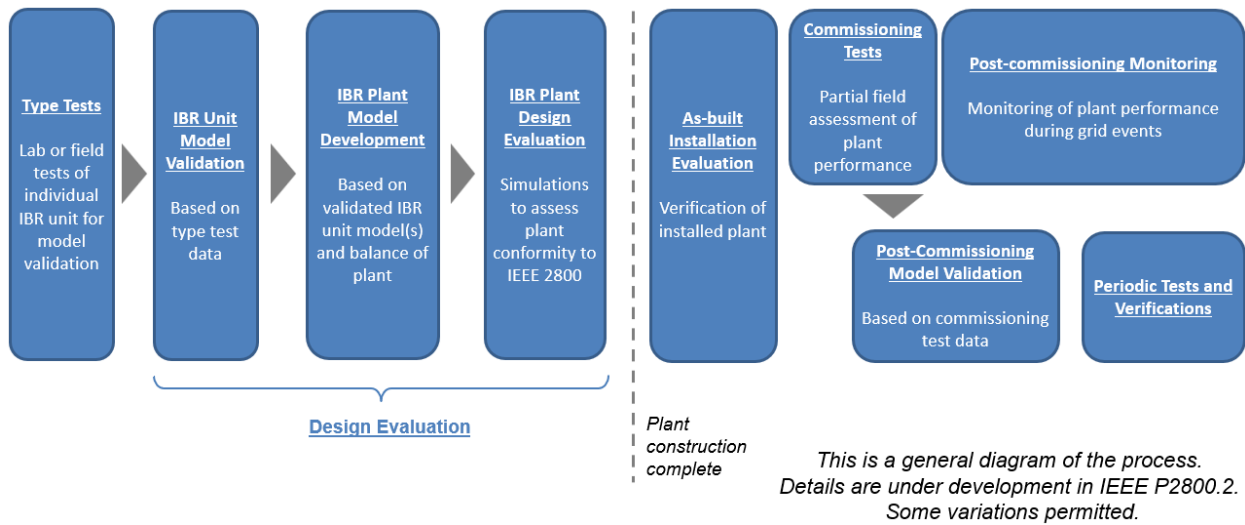 Type Tests
Lab or field
tests of
individual
IBR unit for
model
validation
IBR Unit
Model
Validation
Based on
type test
data
IBR Plant
Model
Development
Based on
validated IBR
unit model(s)
and balance of
plant
IBR Plant
Design
Evaluation
Simulations
to assess
plant
conformity to
IEEE 2800
Design Evaluation
Plant
construction
complete
As-built
Installation
Evaluation
Verification of
installed plant
Commissioning
Tests
Partial field
assessment of
plant
performance
Post-commissioning Monitoring
Monitoring of plant performance
during grid events
Post-Commissioning
Model Validation
Based on commissioning
test data
Periodic Tests and
Verifications
This is a general diagram of the process.
Details are under development in IEEE P2800.2.
Some variations permitted.